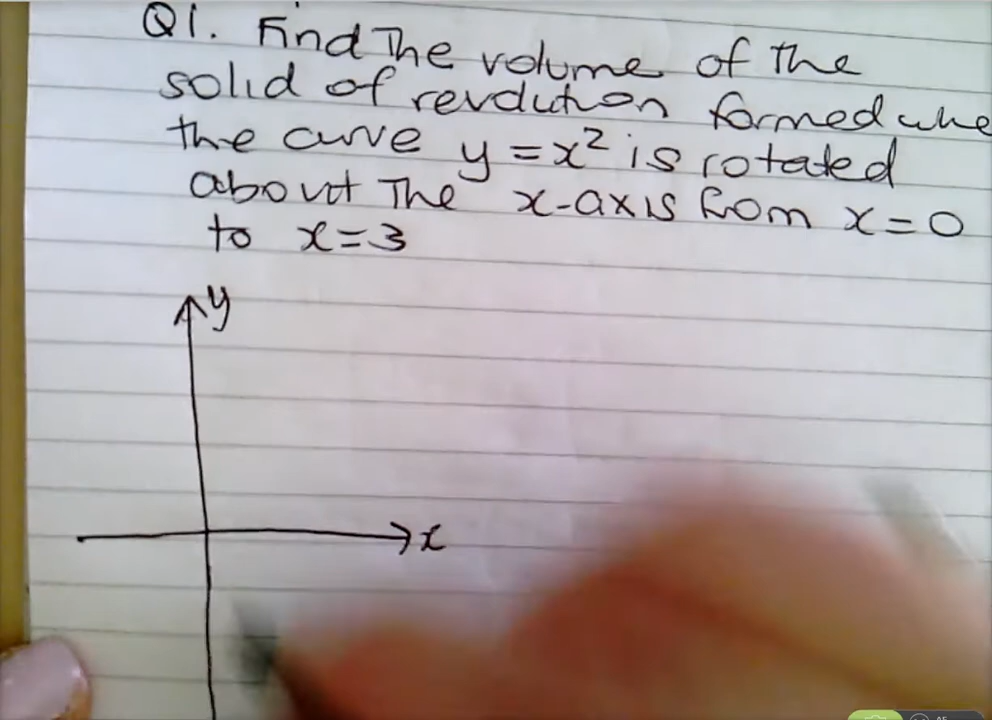 Q1. Find The volume of The
solid of revolution formed whe
the curve y = x² is rotated
about The x-axis from x = 0
to x = 3
y
x